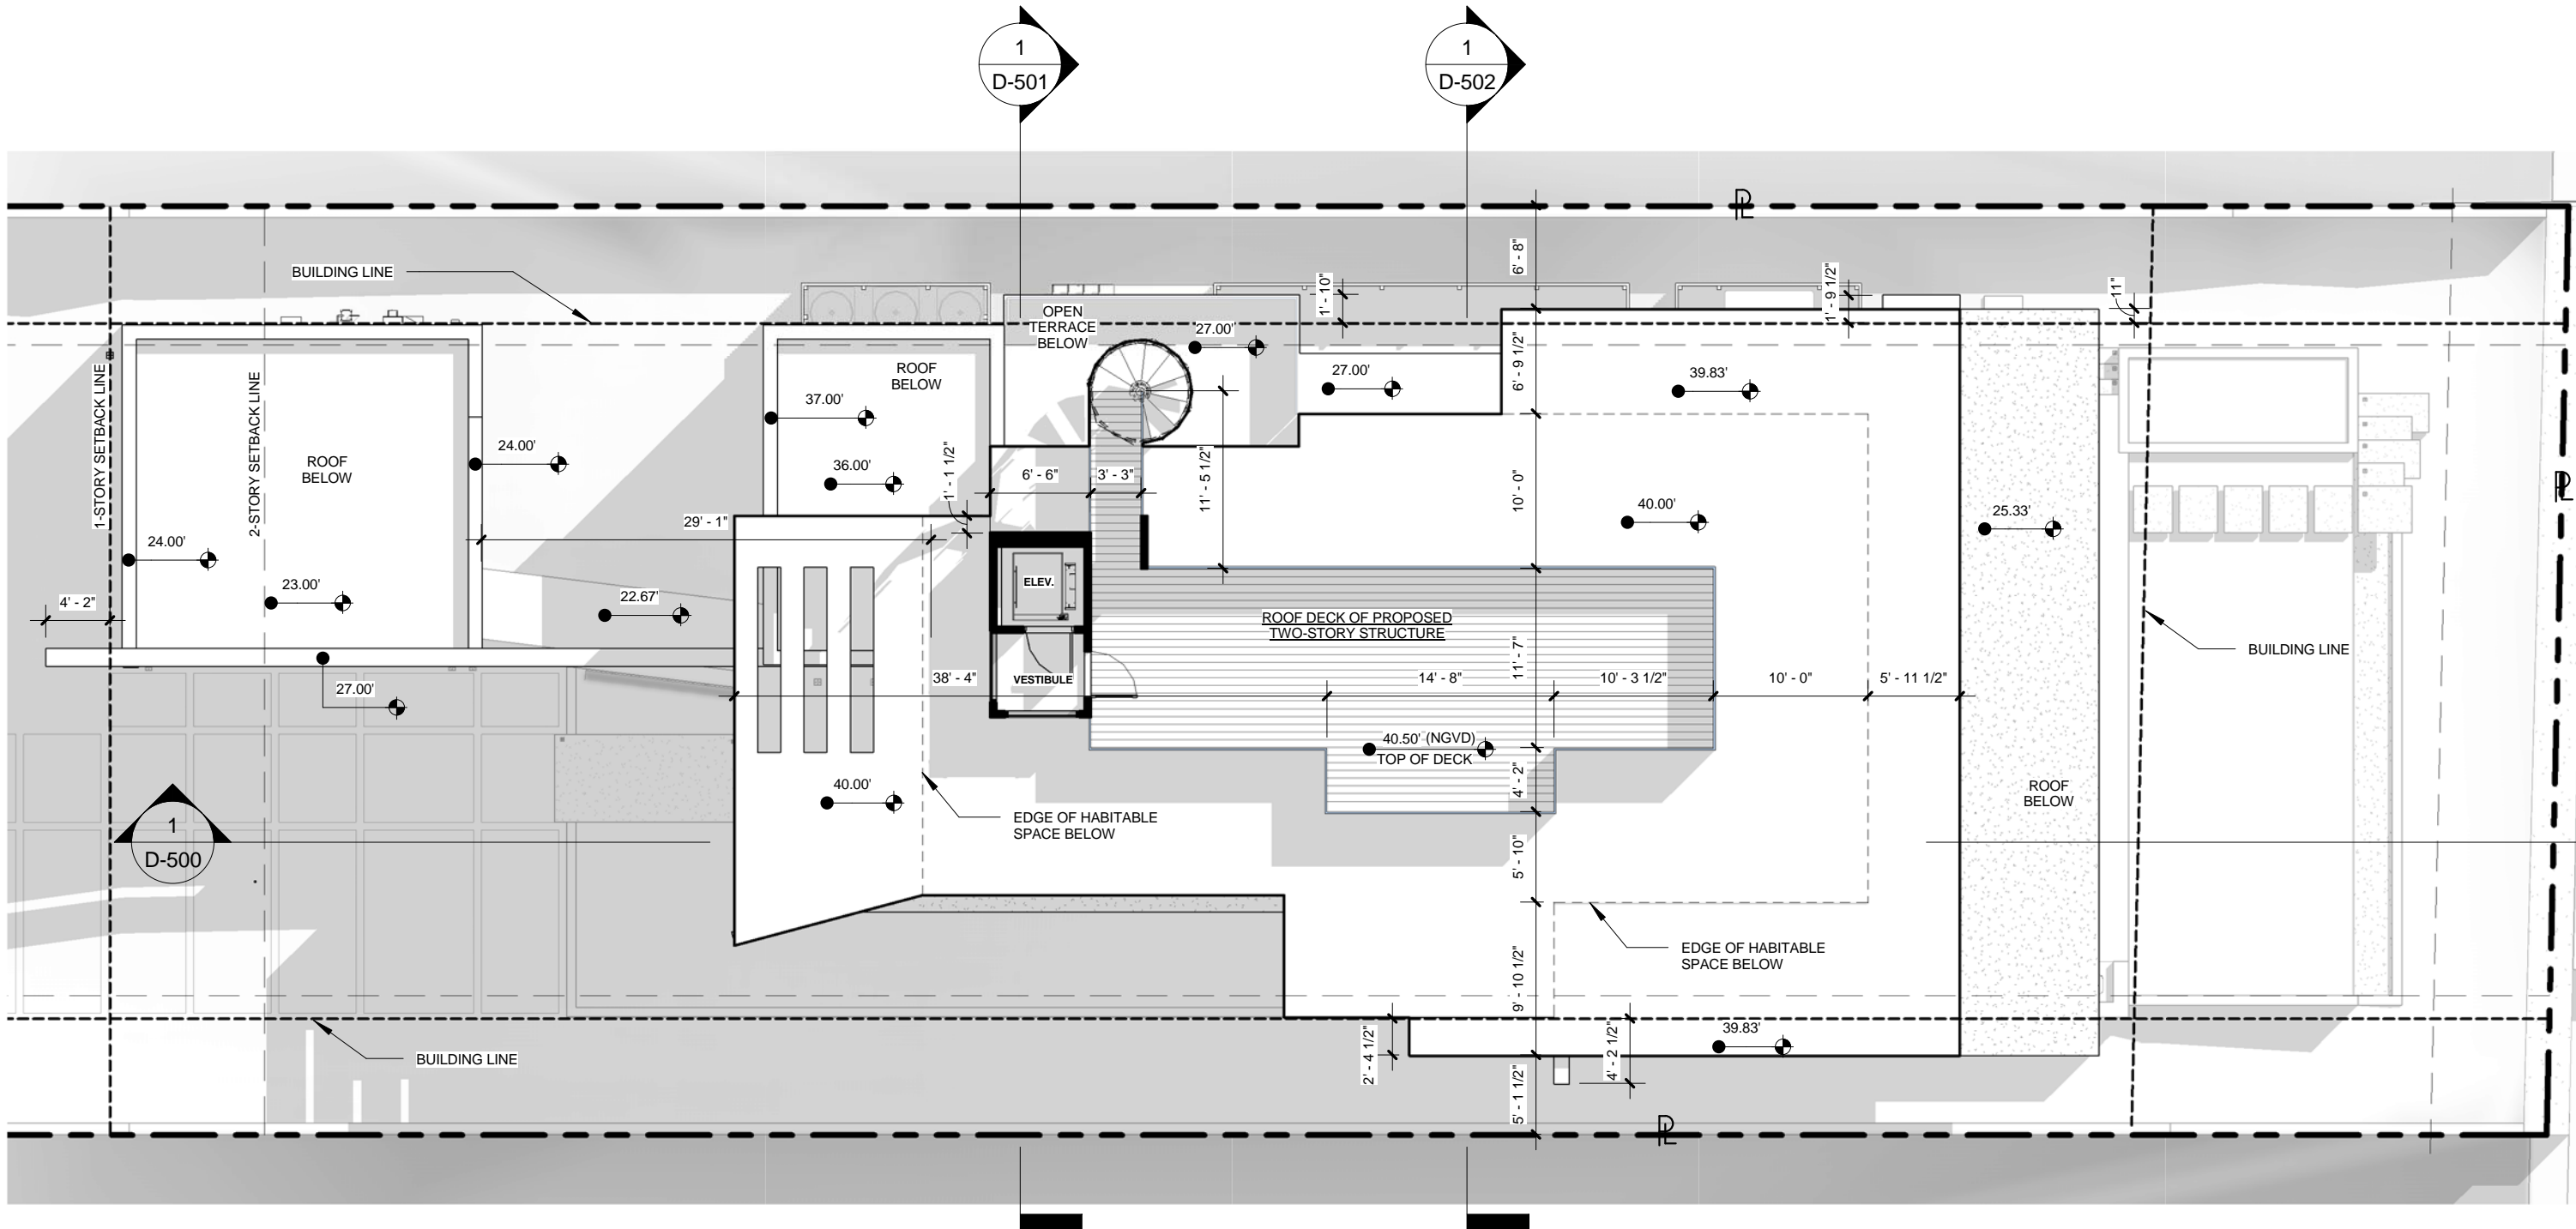 1
D-501
1
D-502
PL
6' - 8"
BUILDING LINE
1' - 10"
1' - 9 1/2"
11"
OPEN
TERRACE
BELOW
27.00'
ROOF
BELOW
27.00'
6' - 9 1/2"
39.83'
1-STORY SETBACK LINE
2-STORY SETBACK LINE
37.00'
24.00'
ROOF
BELOW
36.00'
1' - 1 1/2"
6' - 6"
3' - 3"
11' - 5 1/2"
10' - 0"
PL
40.00'
25.33'
29' - 1"
24.00'
ELEV.
23.00'
4' - 2"
22.67'
ROOF DECK OF PROPOSED
TWO-STORY STRUCTURE
BUILDING LINE
27.00'
38' - 4"
VESTIBULE
14' - 8"
11' - 7"
10' - 3 1/2"
10' - 0"
5' - 11 1/2"
40.50' (NGVD)
TOP OF DECK
4' - 2"
40.00'
ROOF
BELOW
EDGE OF HABITABLE
SPACE BELOW
1
D-500
5' - 10"
EDGE OF HABITABLE
SPACE BELOW
9' - 10 1/2"
39.83'
BUILDING LINE
2' - 4 1/2"
4' - 2 1/2"
5' - 1 1/2"
PL